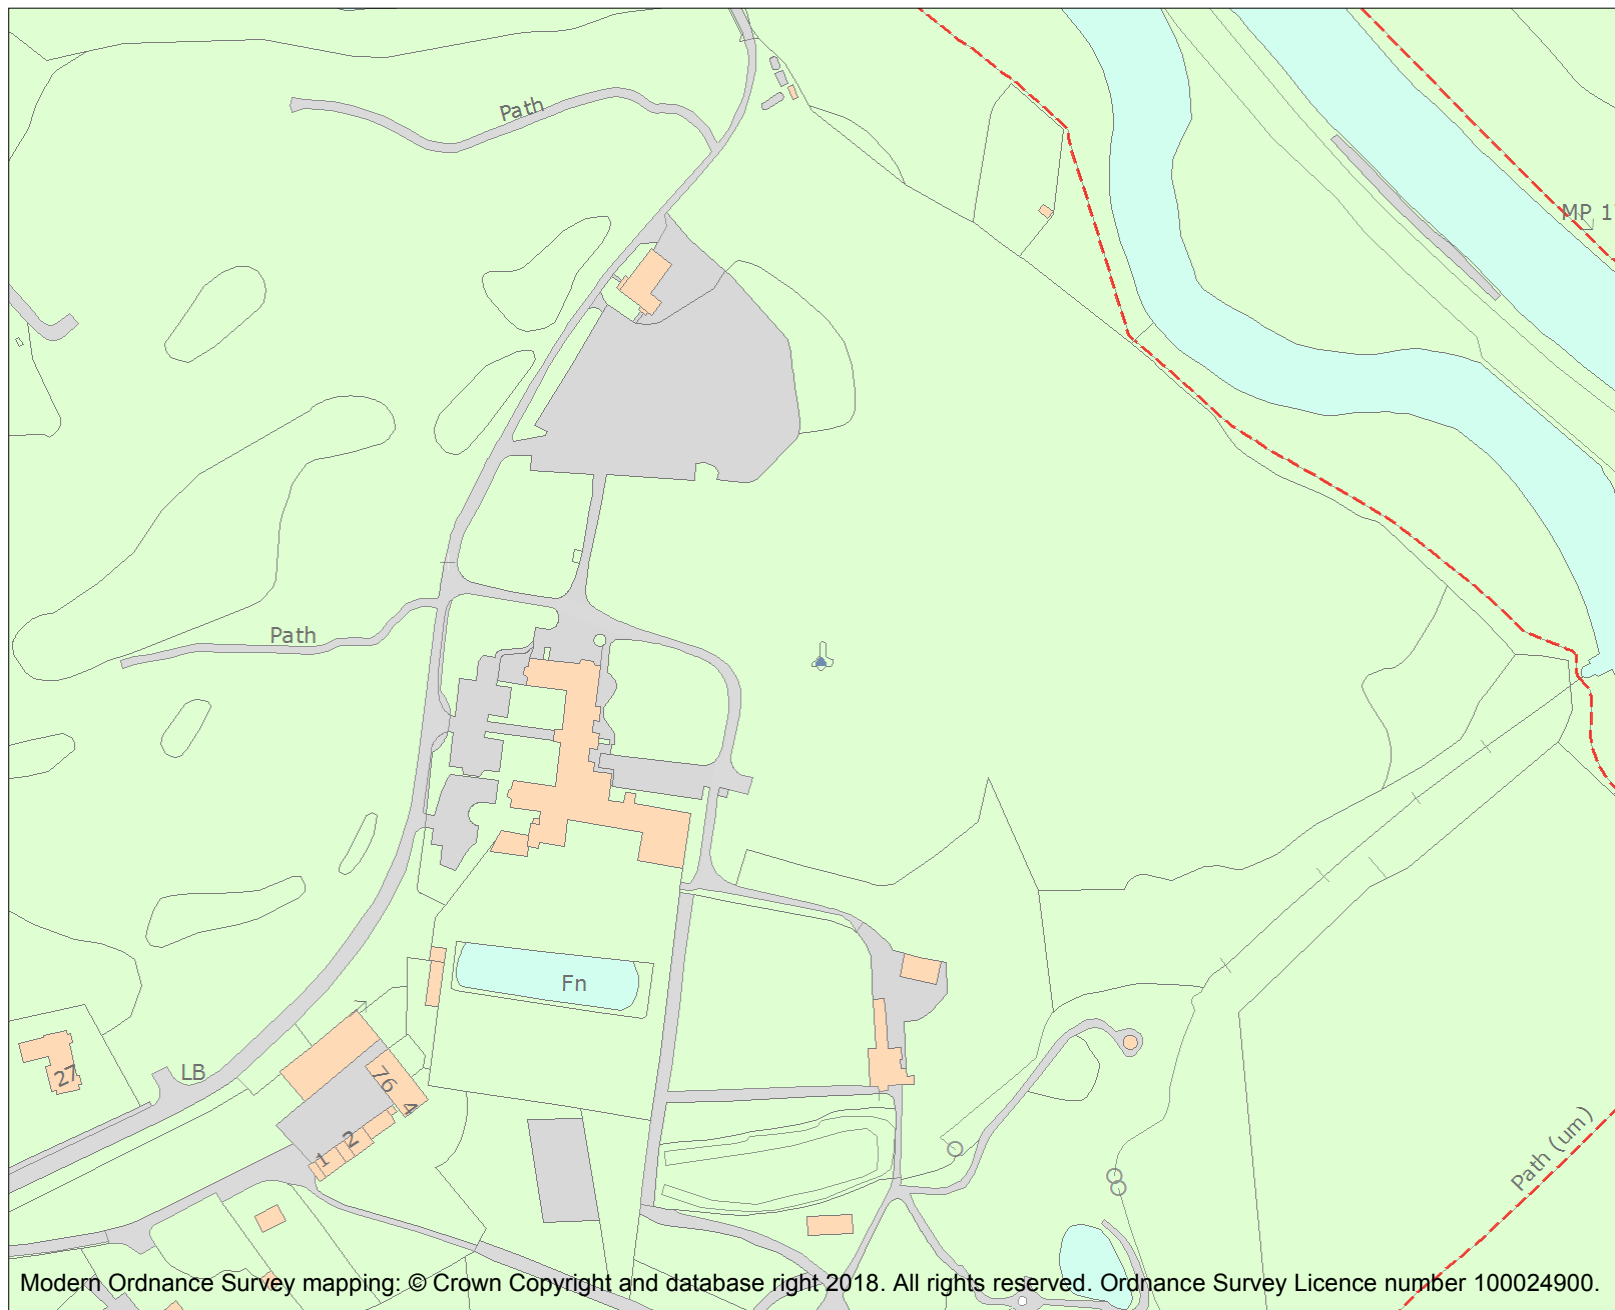 Path
MP 1
Path
Fn
27
LB
76
4
2
1
Path (um)
Modern Ordnance Survey mapping: © Crown Copyright and database right 2018. All rights reserved. Ordnance Survey Licence number 100024900.